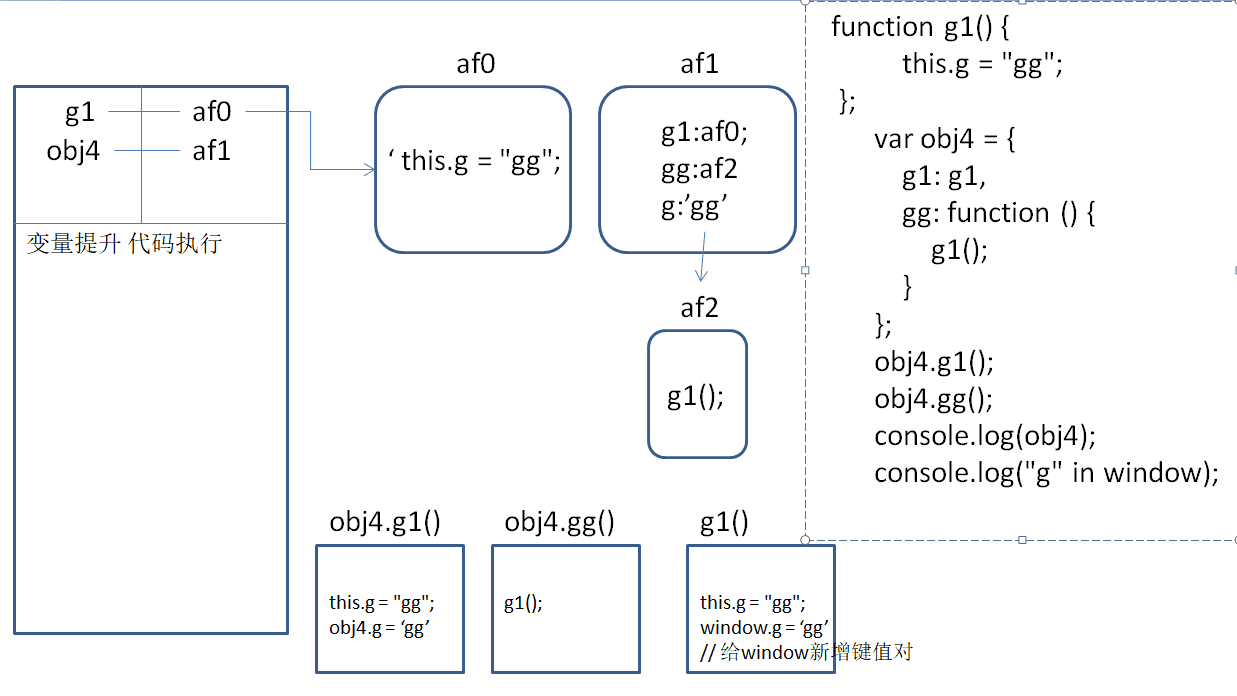 g1 af0
obj4 af1
变量提升 代码执行
af0
‘ this.g = "gg";
af1
g1:af0;
gg:af2
g:’gg’
af2
g1();
function g1() {
this.g = "gg";
};
var obj4 = {
g1: g1,
gg: function () {
g1();
}
};
obj4.g1();
obj4.gg();
console.log(obj4);
console.log("g" in window);
obj4.g1()
this.g = "gg";
obj4.g = ‘gg’
obj4.gg()
g1();
g1()
this.g = "gg";
window.g = ‘gg’
// 给window新增键值对